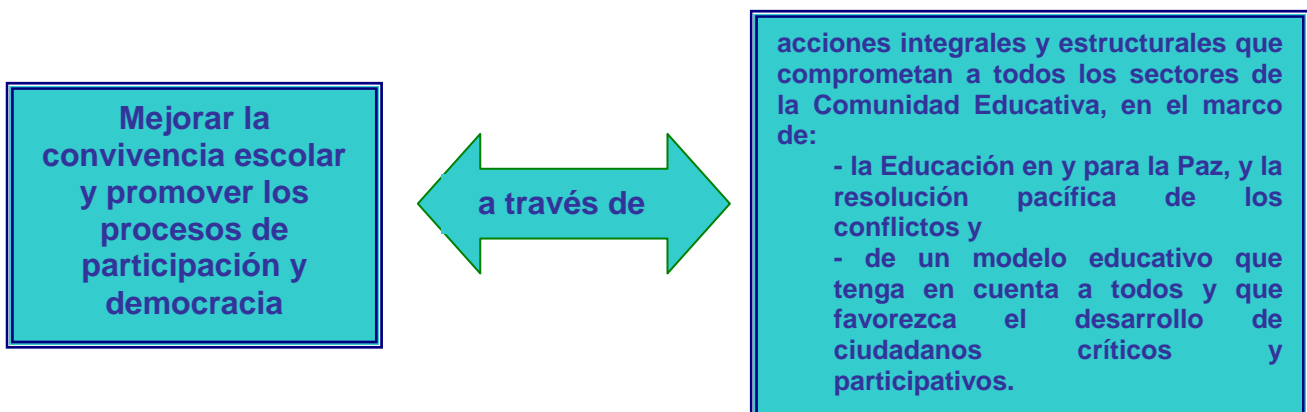 Mejorar la
convivencia escolar
y promover los
procesos de
participación y
democracia
a través de
acciones integrales y estructurales que
comprometan a todos los sectores de
la Comunidad Educativa, en el marco
de:
- la Educación en y para la Paz, y la
resolución pacífica de los
conflictos y
- de un modelo educativo que
tenga en cuenta a todos y que
favorezca el desarrollo de
ciudadanos críticos y
participativos.